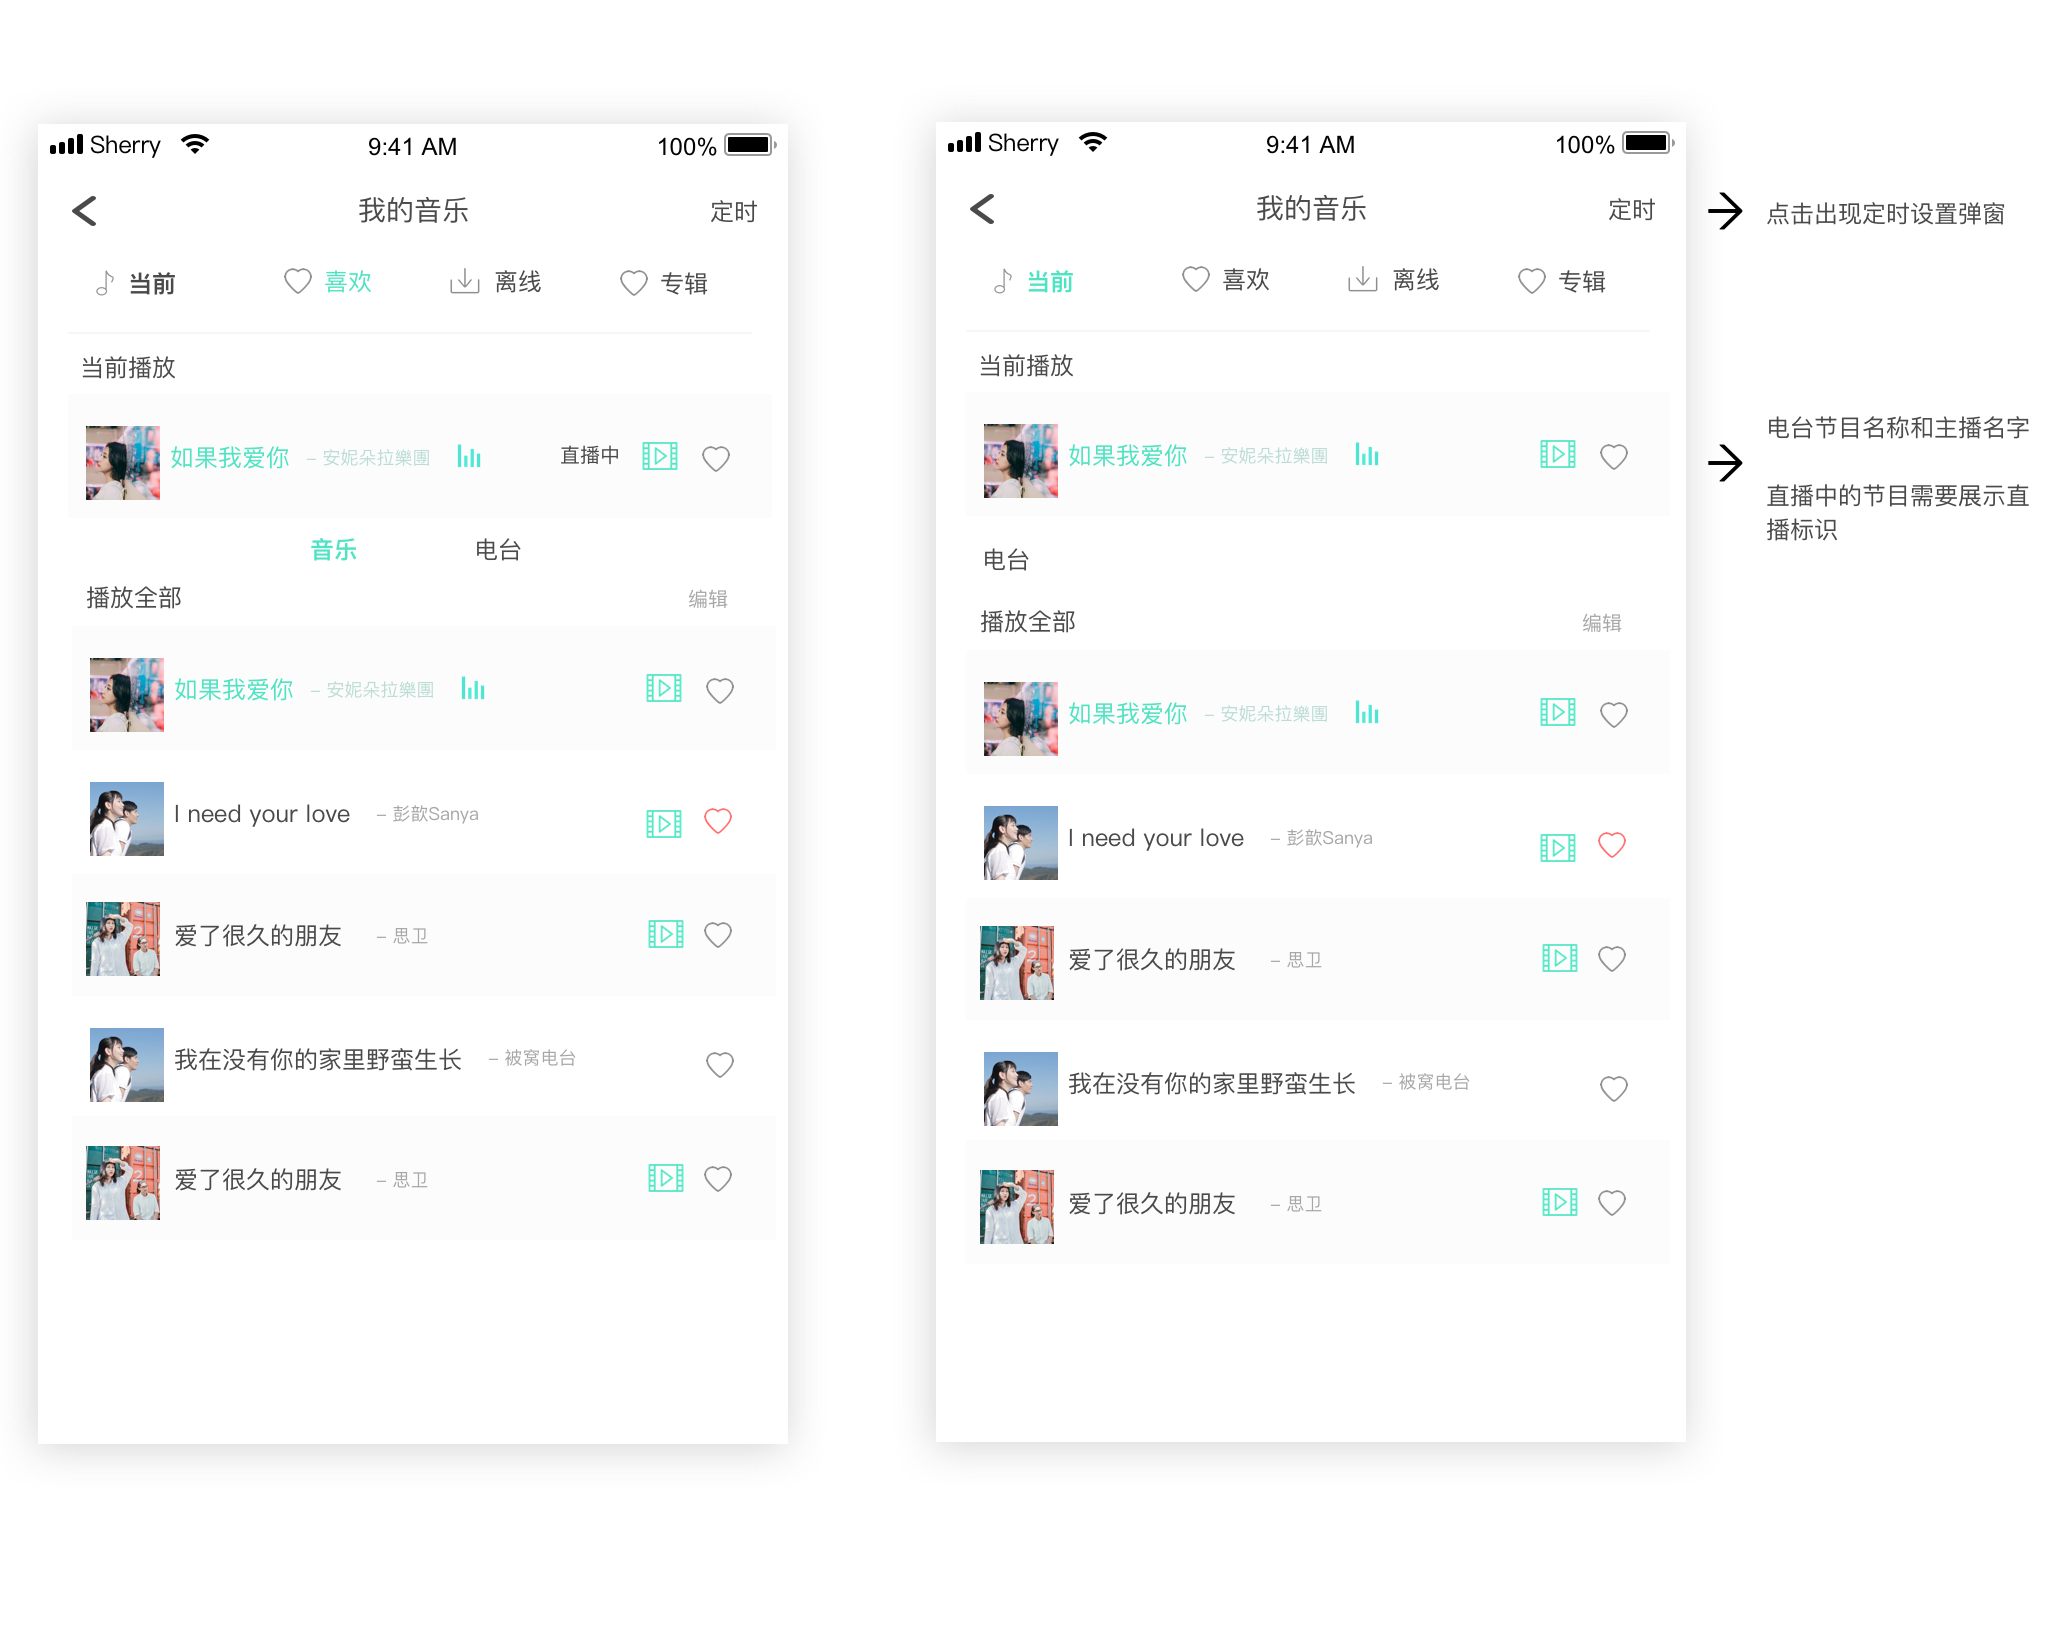 Sherry 9:41 AM 100%
我的音乐 定时
当前 喜欢 离线 专辑
当前播放
如果我爱你 – 安妮朵拉樂團 直播中
音乐 电台
播放全部 编辑
如果我爱你 – 安妮朵拉樂團
I need your love – 彭歆Sanya
爱了很久的朋友 – 思卫
我在没有你的家里野蛮生长 – 被窝电台
爱了很久的朋友 – 思卫
Sherry 9:41 AM 100%
我的音乐 定时
当前 喜欢 离线 专辑
当前播放
如果我爱你 – 安妮朵拉樂團
电台
播放全部 编辑
如果我爱你 – 安妮朵拉樂團
I need your love – 彭歆Sanya
爱了很久的朋友 – 思卫
我在没有你的家里野蛮生长 – 被窝电台
爱了很久的朋友 – 思卫
点击出现定时设置弹窗
电台节目名称和主播名字
直播中的节目需要展示直
播标识